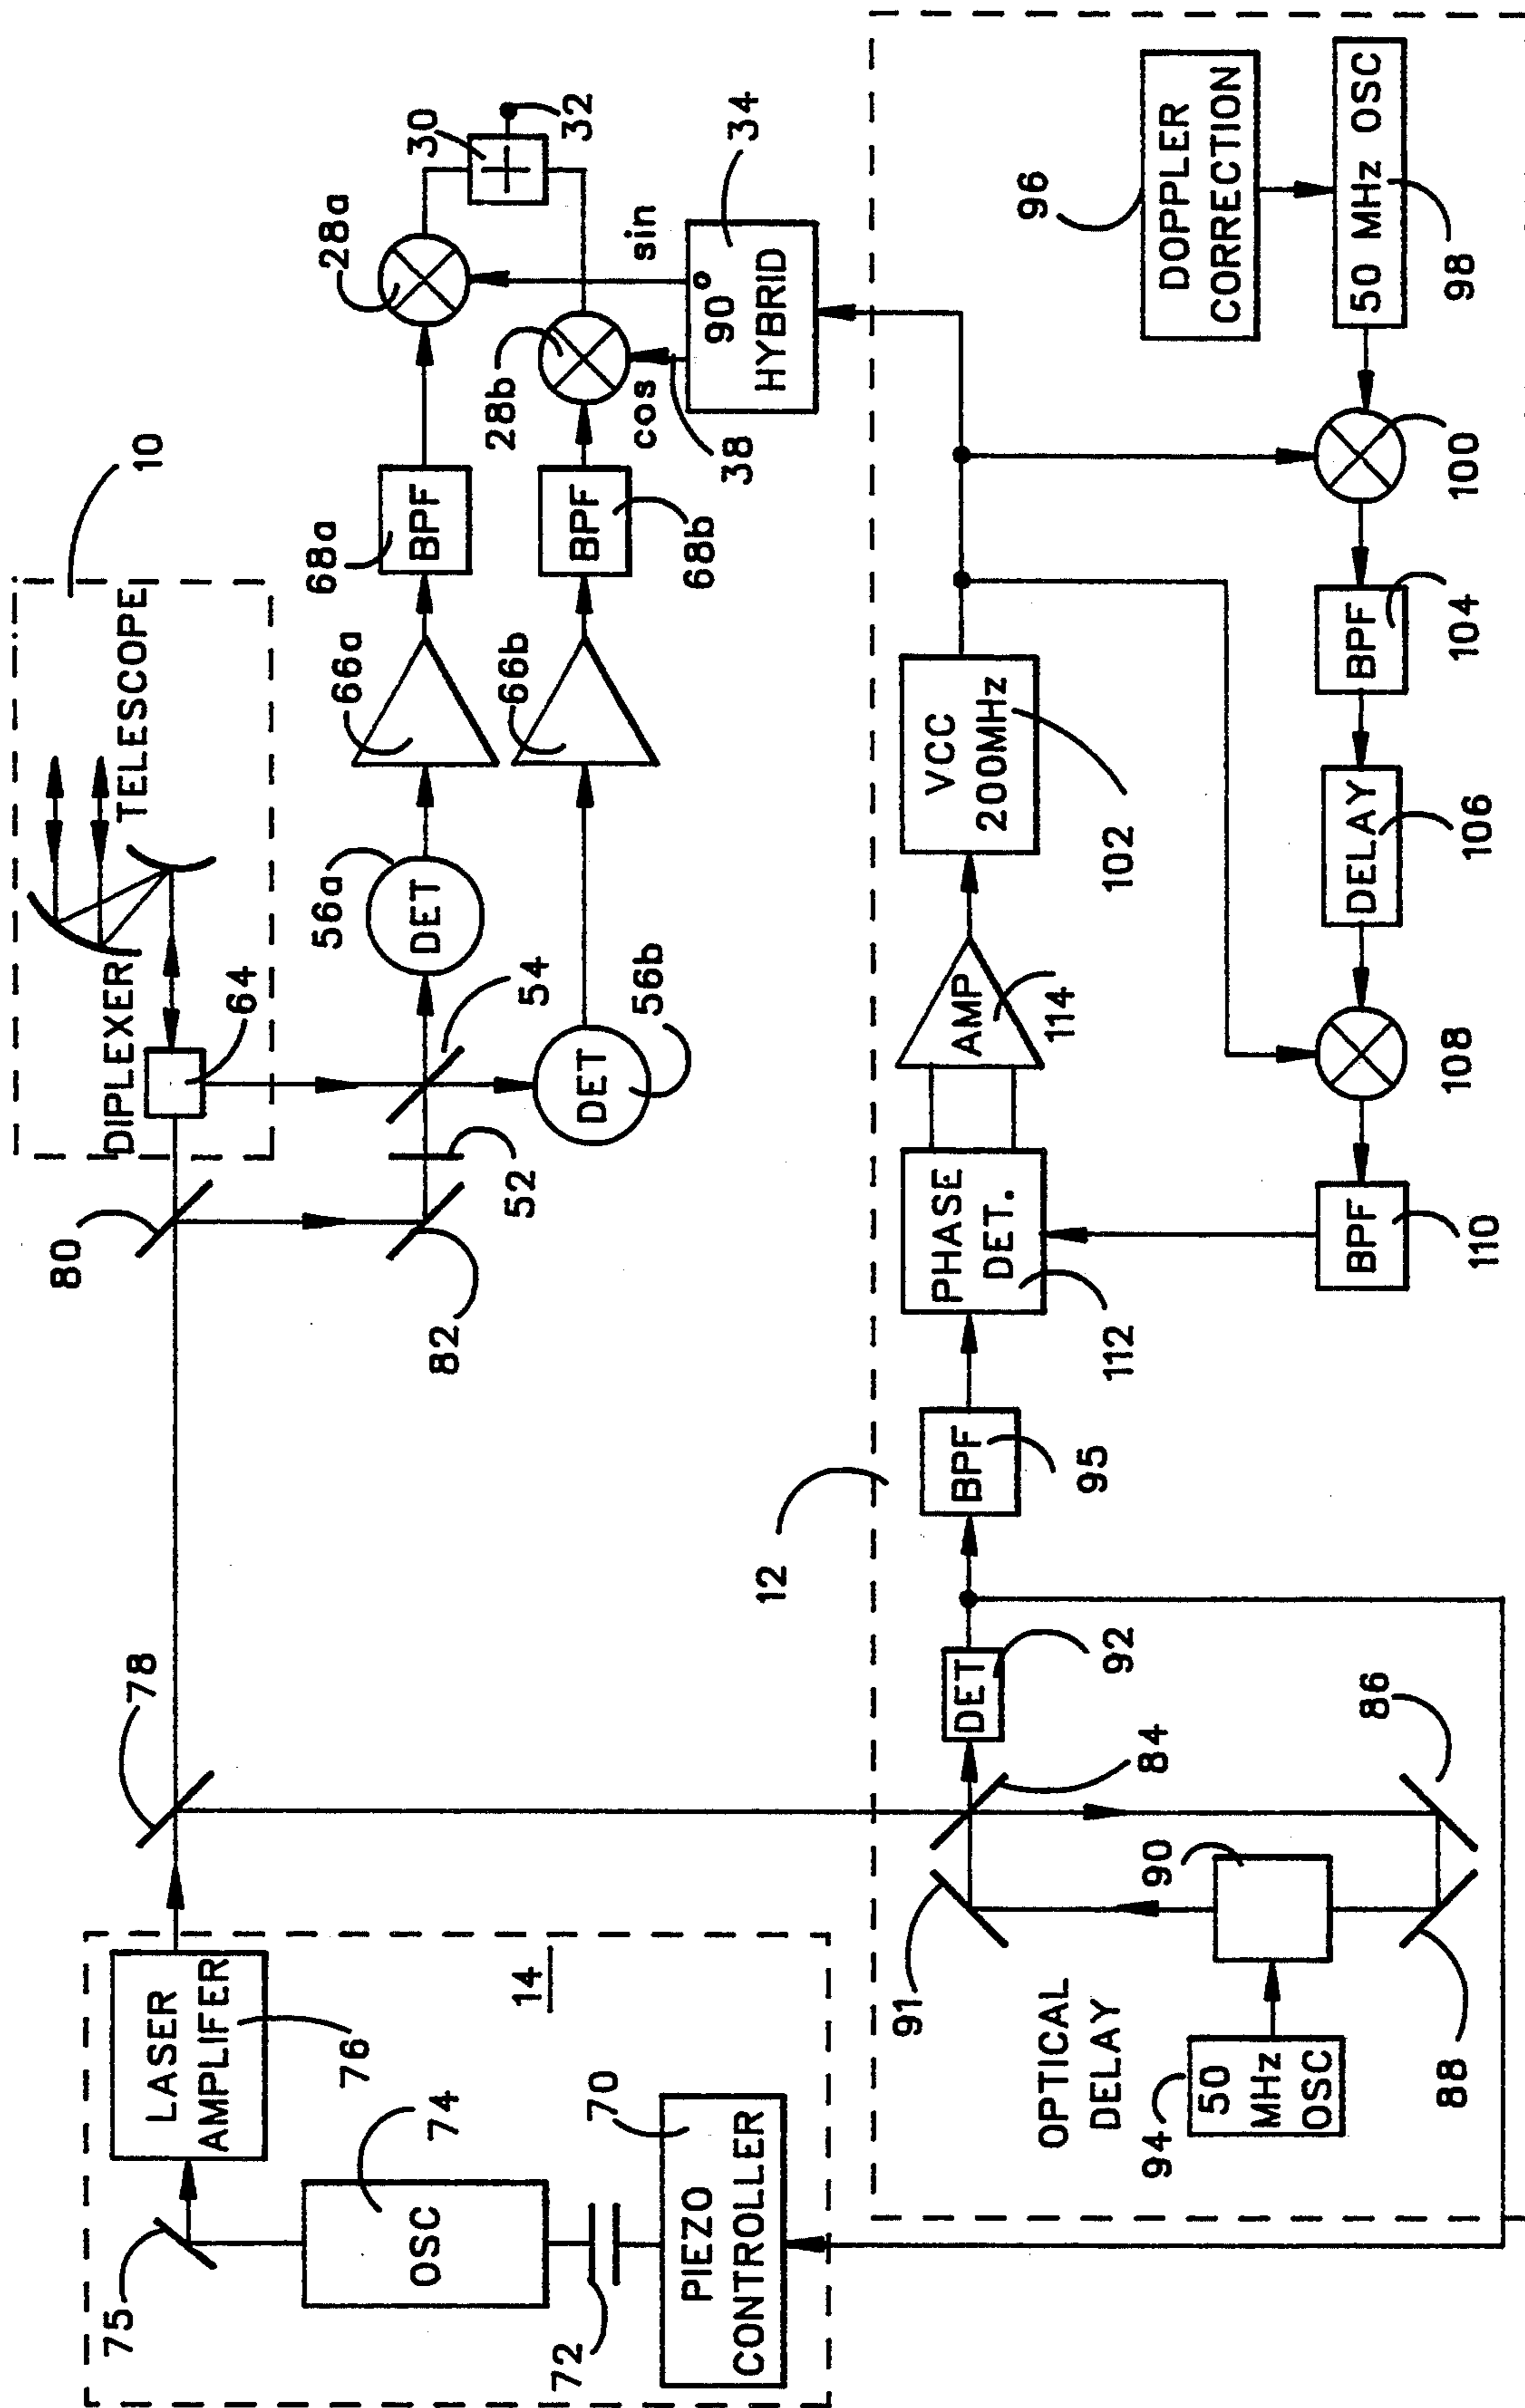 10
TELESCOPE
DIPLEXER
64
80
82
52
54
78
75
LASER
AMPLIFER
76
14
OSC
74
72
70
PIEZO
CONTROLLER
56a
DET
56b
DET
66a
66b
68a
BPF
BPF
68b
28a
28b
30
32
sin
cos
38
34
90°
HYBRID
12
96
DOPPLER
CORRECTION
50 MHz OSC
98
100
BPF
104
DELAY
106
108
BPF
110
VCC
200MHz
102
AMP
114
PHASE
DET.
112
BPF
95
DET
92
84
86
90
91
88
OPTICAL
DELAY
94
50
MHz
OSC